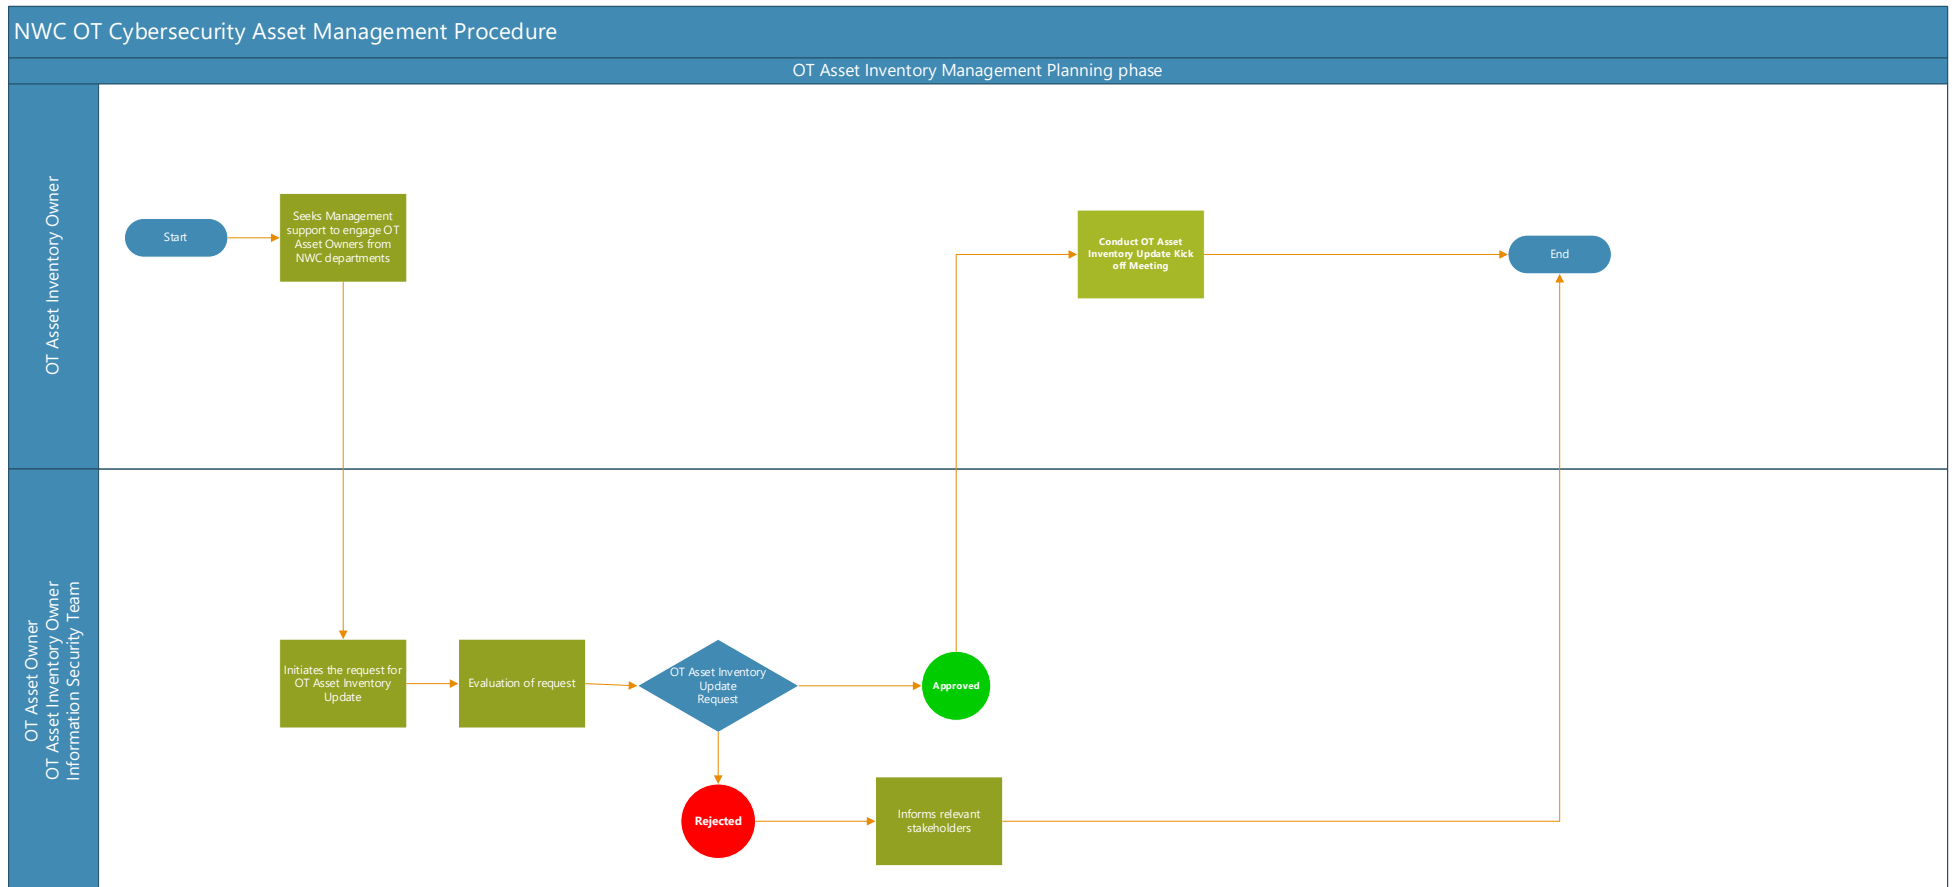 NWC OT Cybersecurity Asset Management Procedure
OT Asset Inventory Management Planning phase
OT Asset Inventory Owner
Start
Seeks Management
support to engage OT
Asset Owners from
NWC departments
Conduct OT Asset
Inventory Update Kick
off Meeting
End
OT Asset Owner
OT Asset Inventory Owner
Information Security Team
Initiates the request for
OT Asset Inventory
Update
Evaluation of request
OT Asset Inventory
Update
Request
Approved
Rejected
Informs relevant
stakeholders